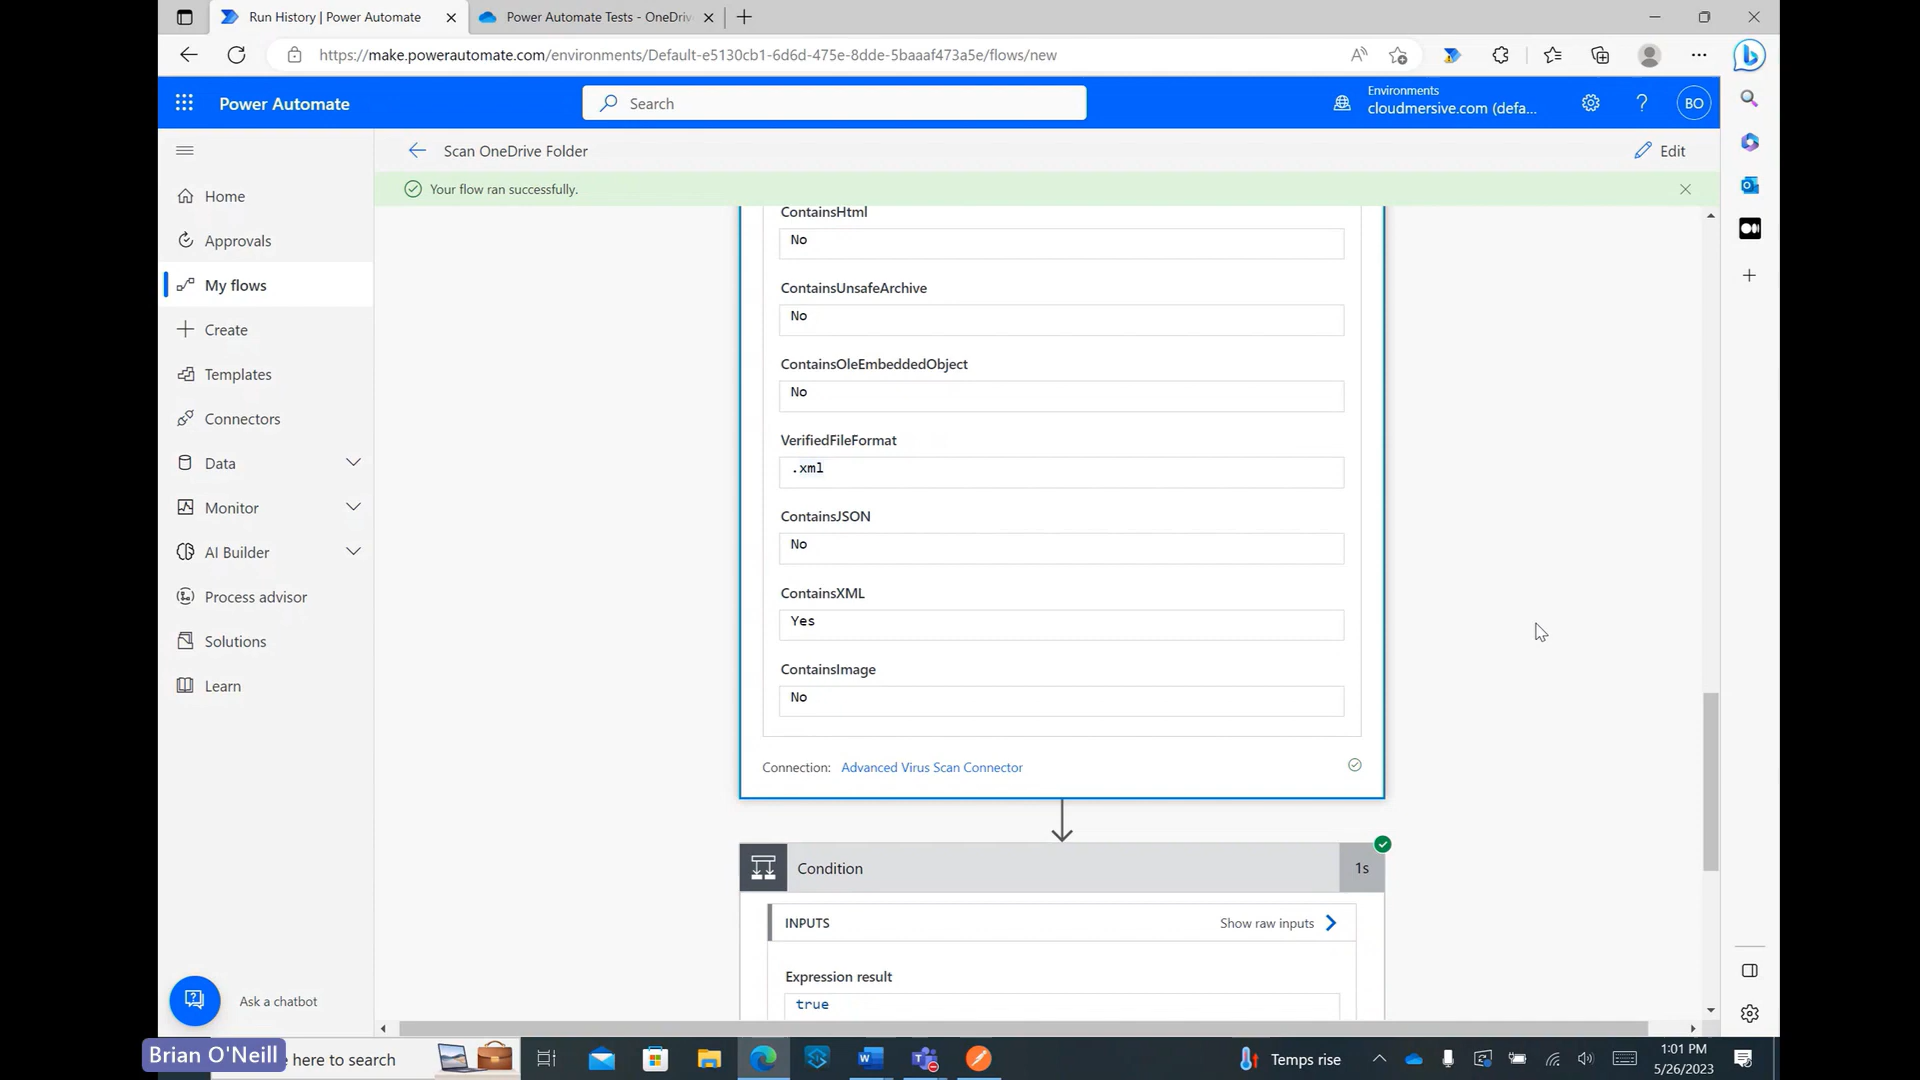 Run History | Power Automate
Power Automate Tests - OneDriv
https://make.powerautomate.com/environments/Default-e5130cb1-6d6d-475e-8dde-5baaaf473a5e/flows/new
Power Automate
Search
Environments
cloudmersive.com (defa...
BO
Scan OneDrive Folder
Edit
Your flow ran successfully.
Home
Approvals
My flows
Create
Templates
Connectors
Data
Monitor
AI Builder
Process advisor
Solutions
Learn
Ask a chatbot
ContainsHtml
No
ContainsUnsafeArchive
No
ContainsOleEmbeddedObject
No
VerifiedFileFormat
.xml
ContainsJSON
No
ContainsXML
Yes
ContainsImage
No
Connection: Advanced Virus Scan Connector
Condition
1s
INPUTS
Show raw inputs
Expression result
true
Brian O'Neill
here to search
Temps rise
1:01 PM
5/26/2023